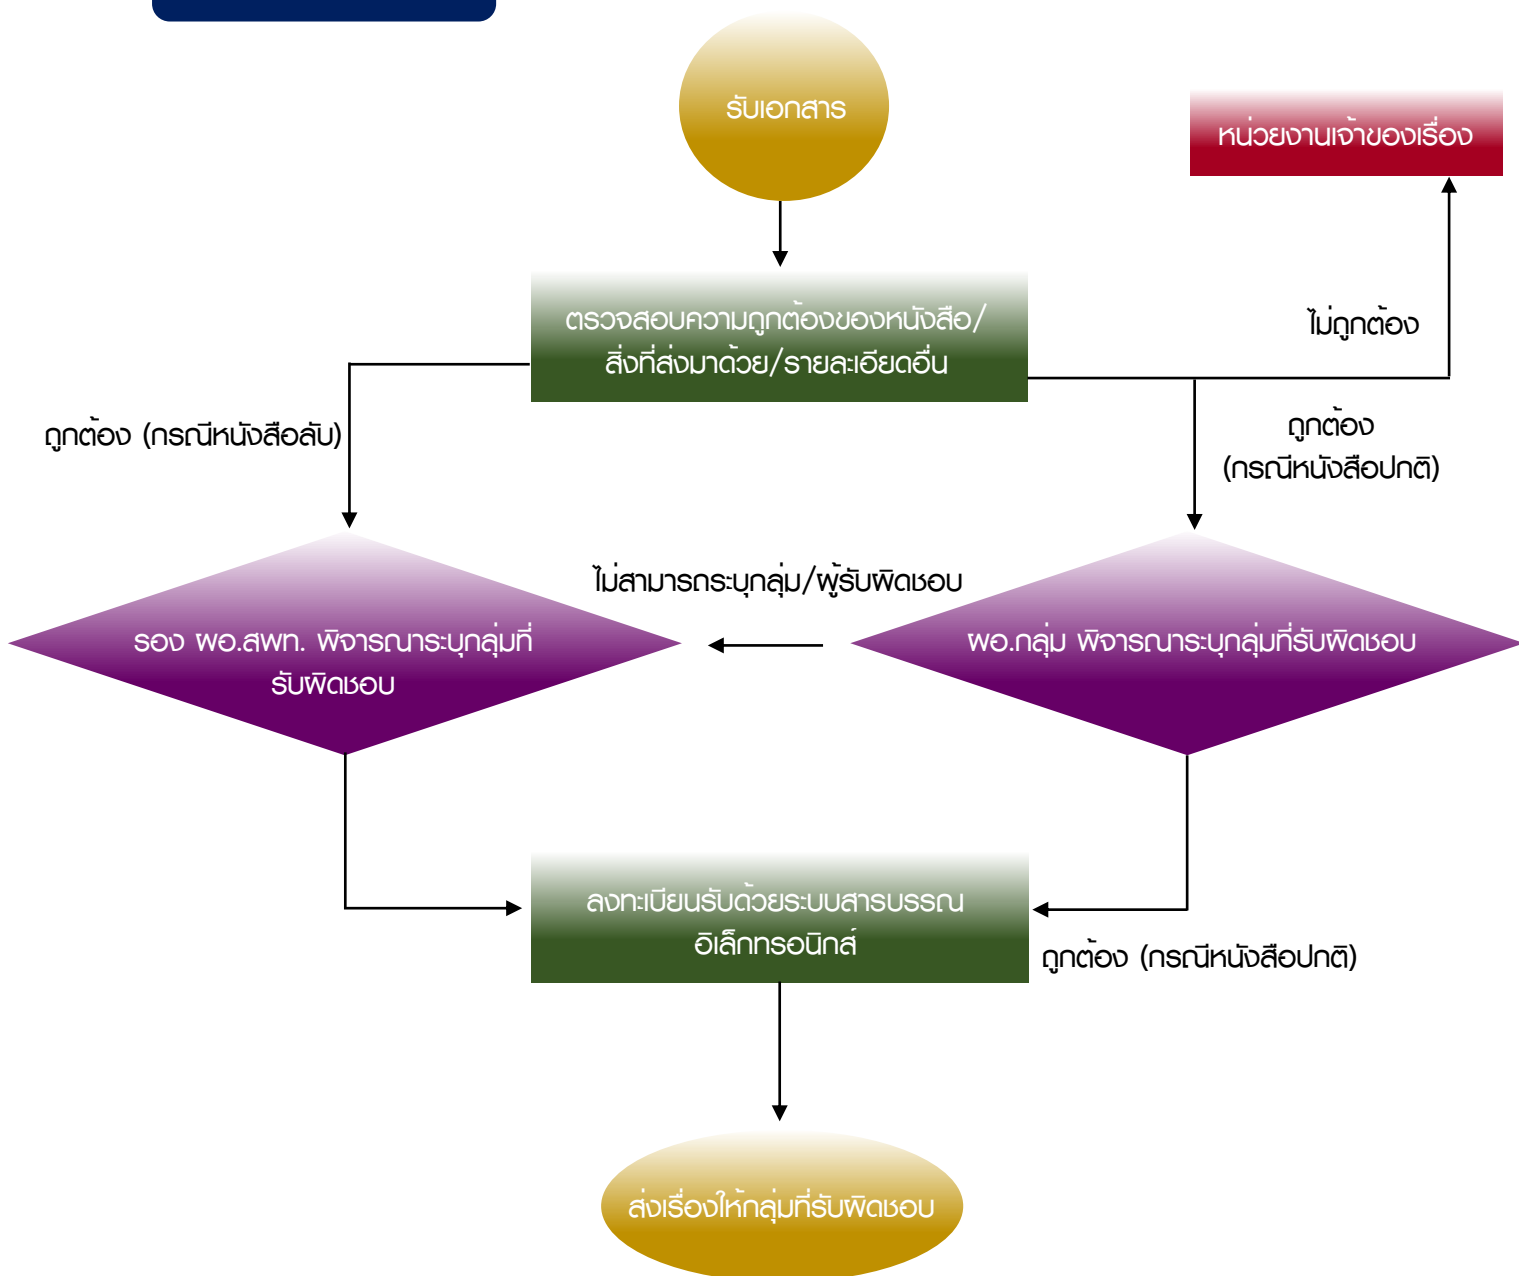 รับเอกสาร
หน่วยงานเจ้าของเรื่อง
ตรวจสอบความถูกต้องของหนังสือ/
สิ่งที่ส่งมาด้วย/รายละเอียดอื่น
ไม่ถูกต้อง
ถูกต้อง (กรณีหนังสือลับ)
ถูกต้อง
(กรณีหนังสือปกติ)
ไม่สามารถระบุกลุ่ม/ผู้รับผิดชอบ
รอง ผอ.สพท. พิจารณาระบุกลุ่มที่
รับผิดชอบ
ผอ.กลุ่ม พิจารณาระบุกลุ่มที่รับผิดชอบ
ลงทะเบียนรับด้วยระบบสารบรรณ
อิเล็กทรอนิกส์
ถูกต้อง (กรณีหนังสือปกติ)
ส่งเรื่องให้กลุ่มที่รับผิดชอบ